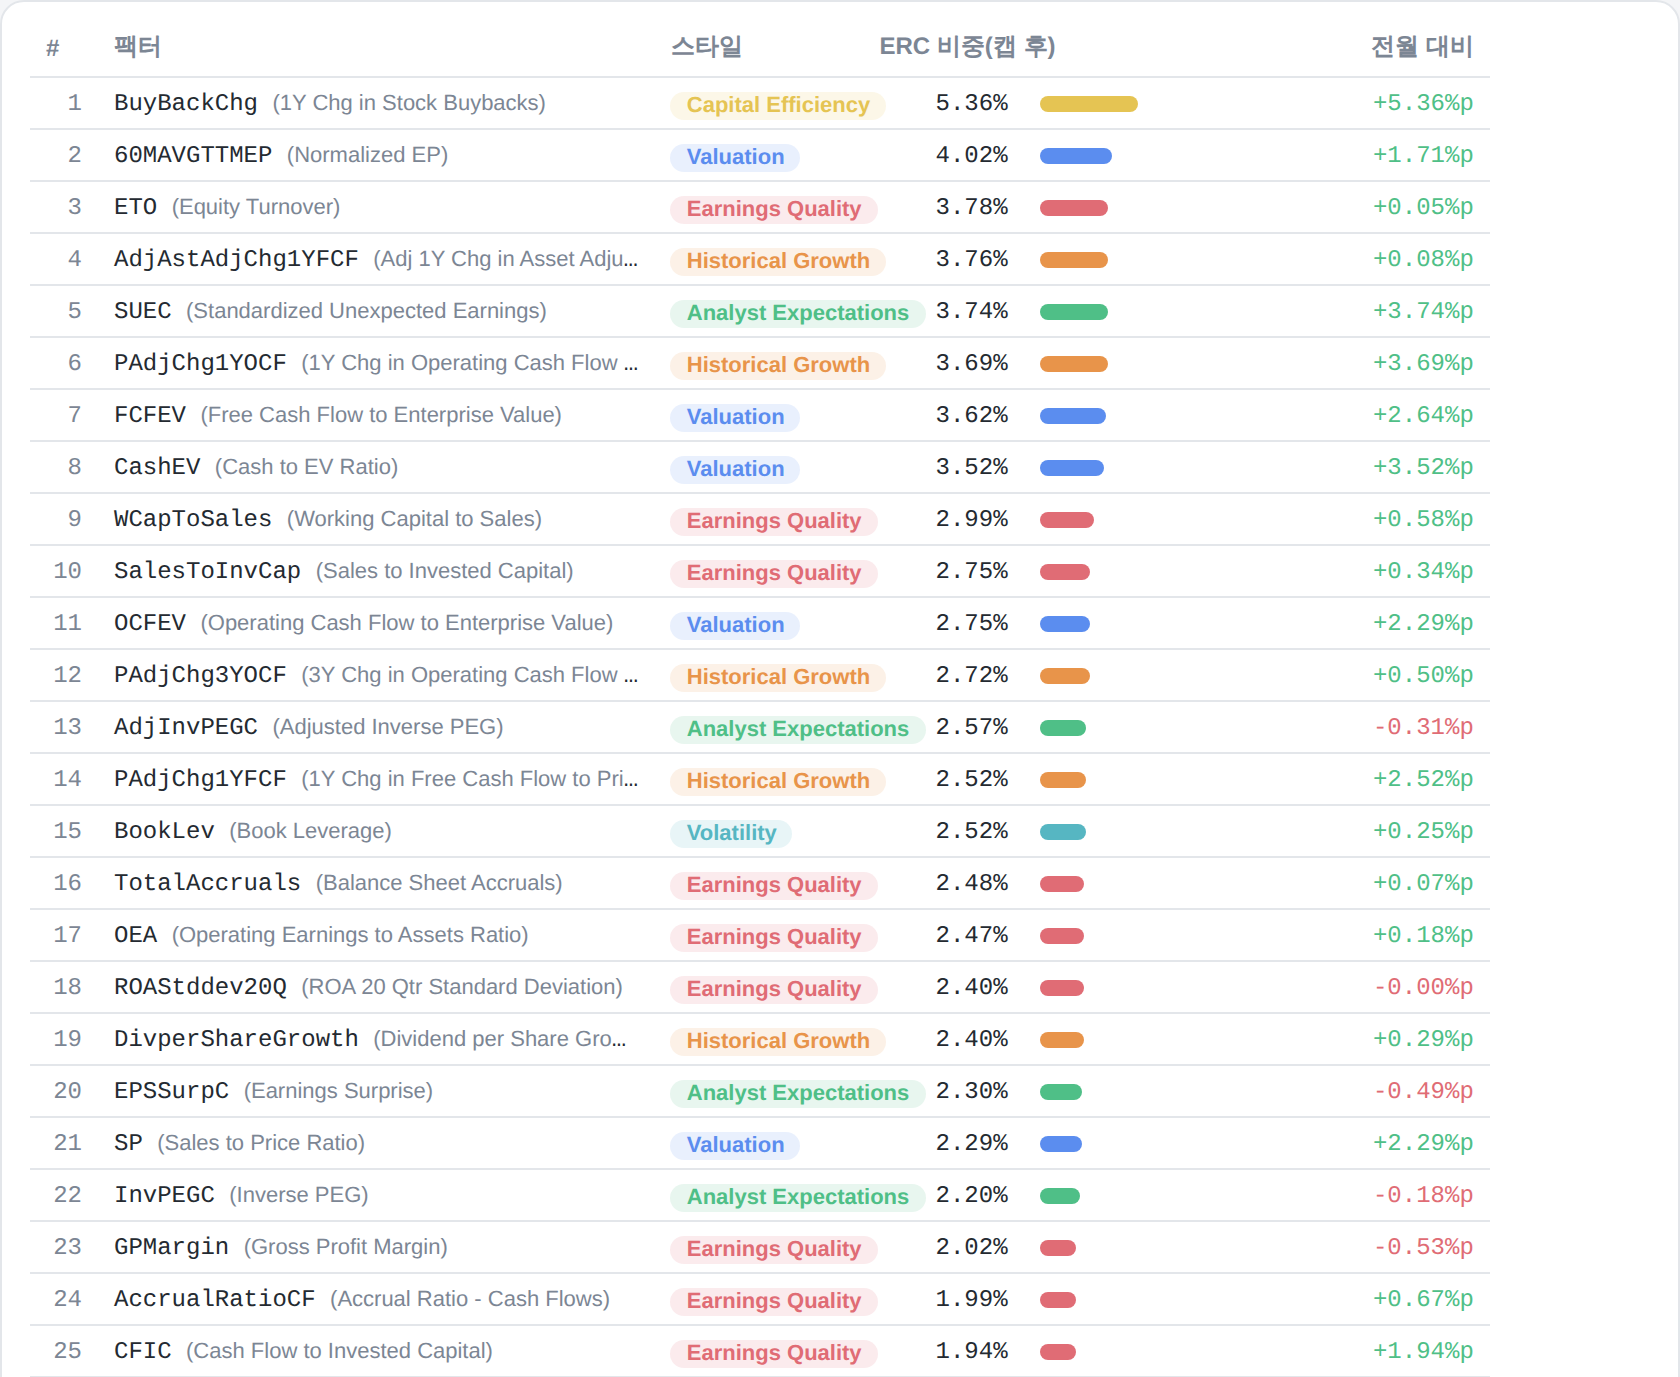 # 팩터 스타일 ERC 비중(캡 후) 전월 대비
1 BuyBackChg (1Y Chg in Stock Buybacks) Capital Efficiency 5.36% +5.36%p
2 60MAVGTTMEP (Normalized EP) Valuation 4.02% +1.71%p
3 ETO (Equity Turnover) Earnings Quality 3.78% +0.05%p
4 AdjAstAdjChg1YFCF (Adj 1Y Chg in Asset Adju… Historical Growth 3.76% +0.08%p
5 SUEC (Standardized Unexpected Earnings) Analyst Expectations 3.74% +3.74%p
6 PAdjChg1YOCF (1Y Chg in Operating Cash Flow … Historical Growth 3.69% +3.69%p
7 FCFEV (Free Cash Flow to Enterprise Value) Valuation 3.62% +2.64%p
8 CashEV (Cash to EV Ratio) Valuation 3.52% +3.52%p
9 WCapToSales (Working Capital to Sales) Earnings Quality 2.99% +0.58%p
10 SalesToInvCap (Sales to Invested Capital) Earnings Quality 2.75% +0.34%p
11 OCFEV (Operating Cash Flow to Enterprise Value) Valuation 2.75% +2.29%p
12 PAdjChg3YOCF (3Y Chg in Operating Cash Flow … Historical Growth 2.72% +0.50%p
13 AdjInvPEGC (Adjusted Inverse PEG) Analyst Expectations 2.57% -0.31%p
14 PAdjChg1YFCF (1Y Chg in Free Cash Flow to Pri… Historical Growth 2.52% +2.52%p
15 BookLev (Book Leverage) Volatility 2.52% +0.25%p
16 TotalAccruals (Balance Sheet Accruals) Earnings Quality 2.48% +0.07%p
17 OEA (Operating Earnings to Assets Ratio) Earnings Quality 2.47% +0.18%p
18 ROAStddev20Q (ROA 20 Qtr Standard Deviation) Earnings Quality 2.40% -0.00%p
19 DivperShareGrowth (Dividend per Share Gro… Historical Growth 2.40% +0.29%p
20 EPSSurpC (Earnings Surprise) Analyst Expectations 2.30% -0.49%p
21 SP (Sales to Price Ratio) Valuation 2.29% +2.29%p
22 InvPEGC (Inverse PEG) Analyst Expectations 2.20% -0.18%p
23 GPMargin (Gross Profit Margin) Earnings Quality 2.02% -0.53%p
24 AccrualRatioCF (Accrual Ratio - Cash Flows) Earnings Quality 1.99% +0.67%p
25 CFIC (Cash Flow to Invested Capital) Earnings Quality 1.94% +1.94%p